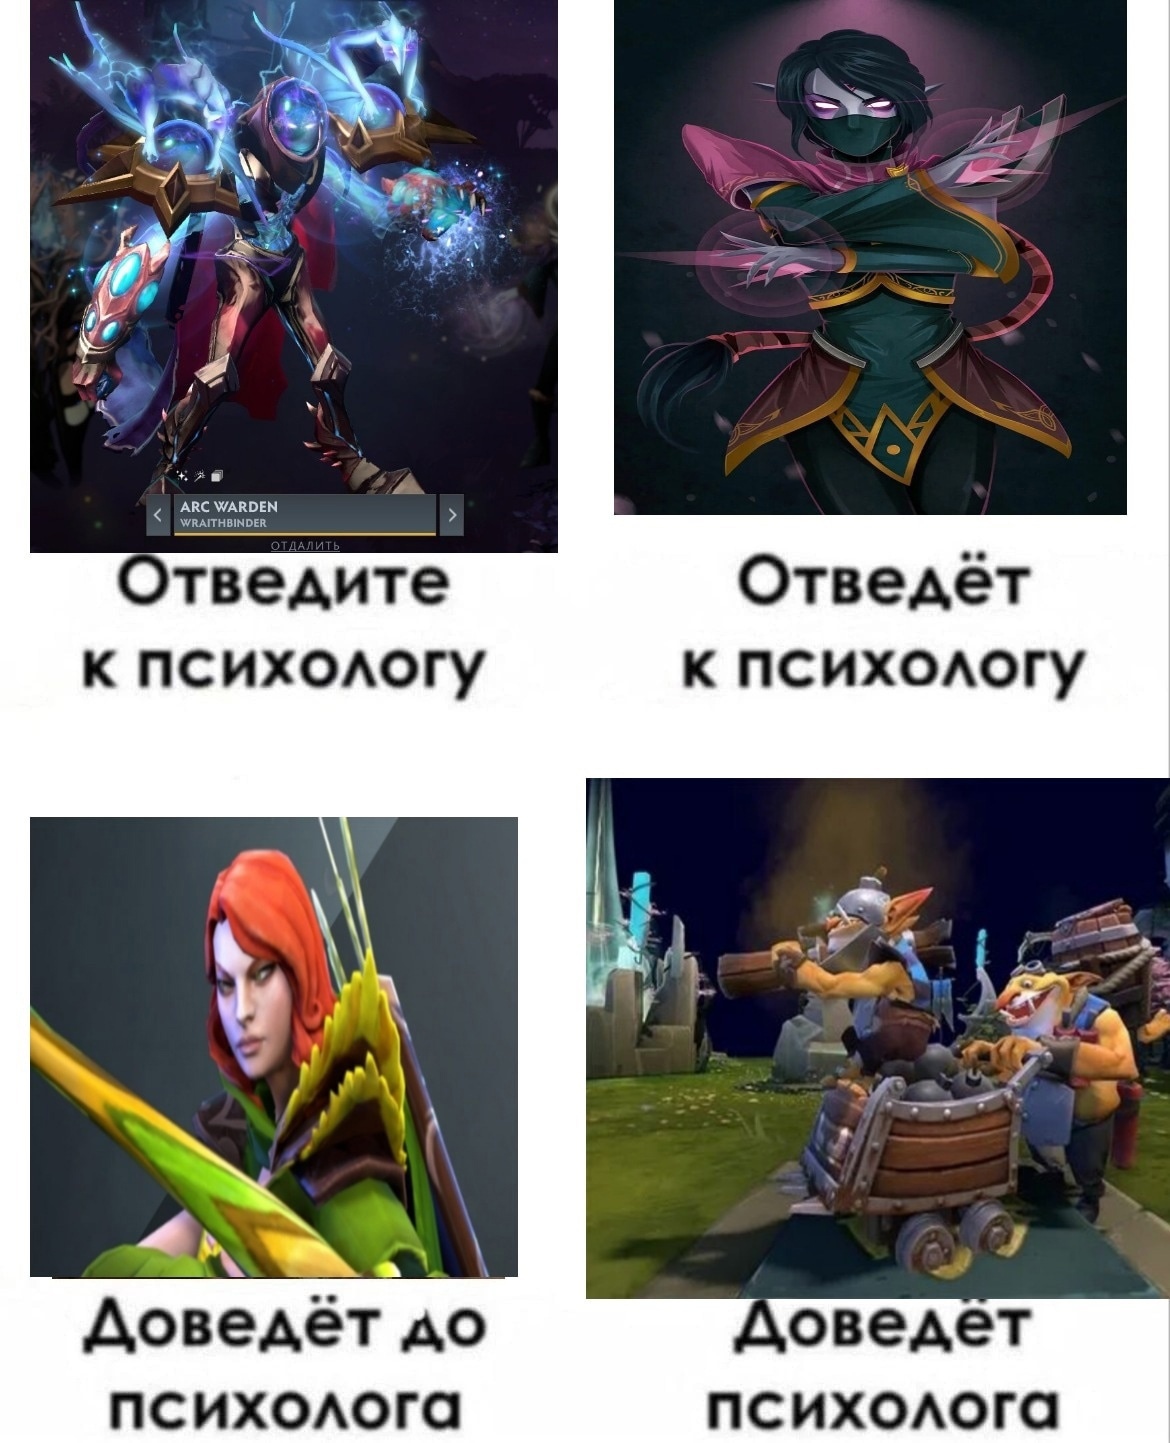 ARC WARDEN
WRAITHBINDER
ОТДАЛИТЬ
Отведите
к психологу
Отведёт
к психологу
Доведёт до
психолога
Доведёт
психолога